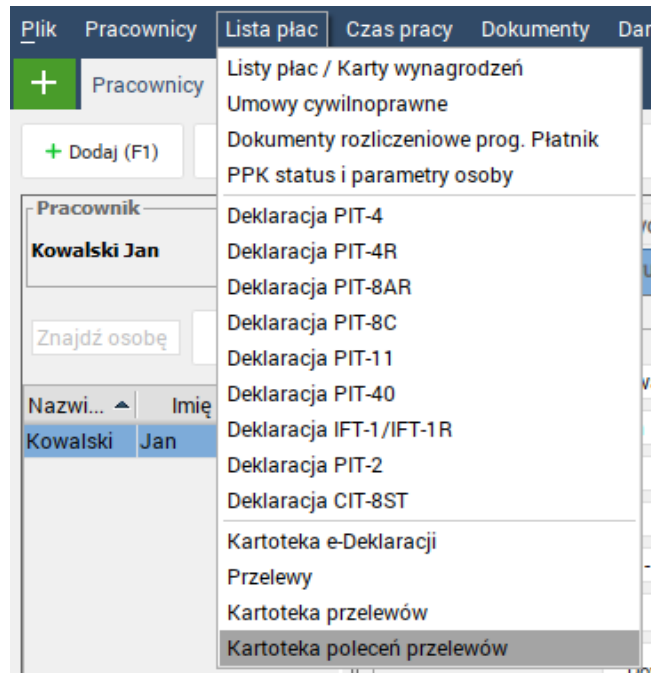 Plik Pracownicy Lista płac Czas pracy Dokumenty
Pracownicy
+ Dodaj (F1)
Pracownik
Kowalski Jan
Znajdź osobę
Nazwi... Imię
Kowalski Jan
Listy płac / Karty wynagrodzeń
Umowy cywilnoprawne
Dokumenty rozliczeniowe prog. Płatnik
PPK status i parametry osoby
Deklaracja PIT-4
Deklaracja PIT-4R
Deklaracja PIT-8AR
Deklaracja PIT-8C
Deklaracja PIT-11
Deklaracja PIT-40
Deklaracja IFT-1/IFT-1R
Deklaracja PIT-2
Deklaracja CIT-8ST
Kartoteka e-Deklaracji
Przelewy
Kartoteka przelewów
Kartoteka poleceń przelewów